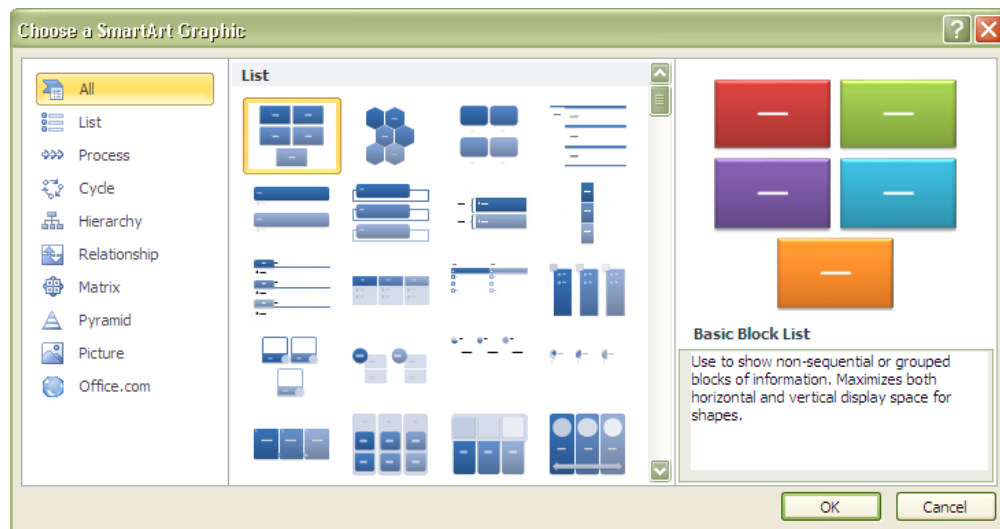 Choose a SmartArt Graphic
All
List
Process
Cycle
Hierarchy
Relationship
Matrix
Pyramid
Picture
Office.com
List
Basic Block List
Use to show non-sequential or grouped
blocks of information. Maximizes both
horizontal and vertical display space for
shapes.
OK
Cancel